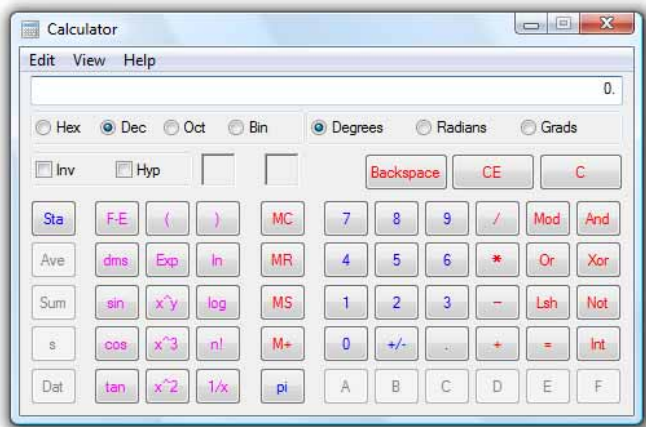 Calculator
Edit View Help
0.
Hex Dec Oct Bin Degrees Radians Grads
Inv Hyp Backspace CE C
Sta F-E ( ) MC 7 8 9 / Mod And
Ave dms Exp ln MR 4 5 6 * Or Xor
Sum sin x^y log MS 1 2 3 - Lsh Not
s cos x^3 n! M+ 0 +/- . + = Int
Dat tan x^2 1/x pi A B C D E F